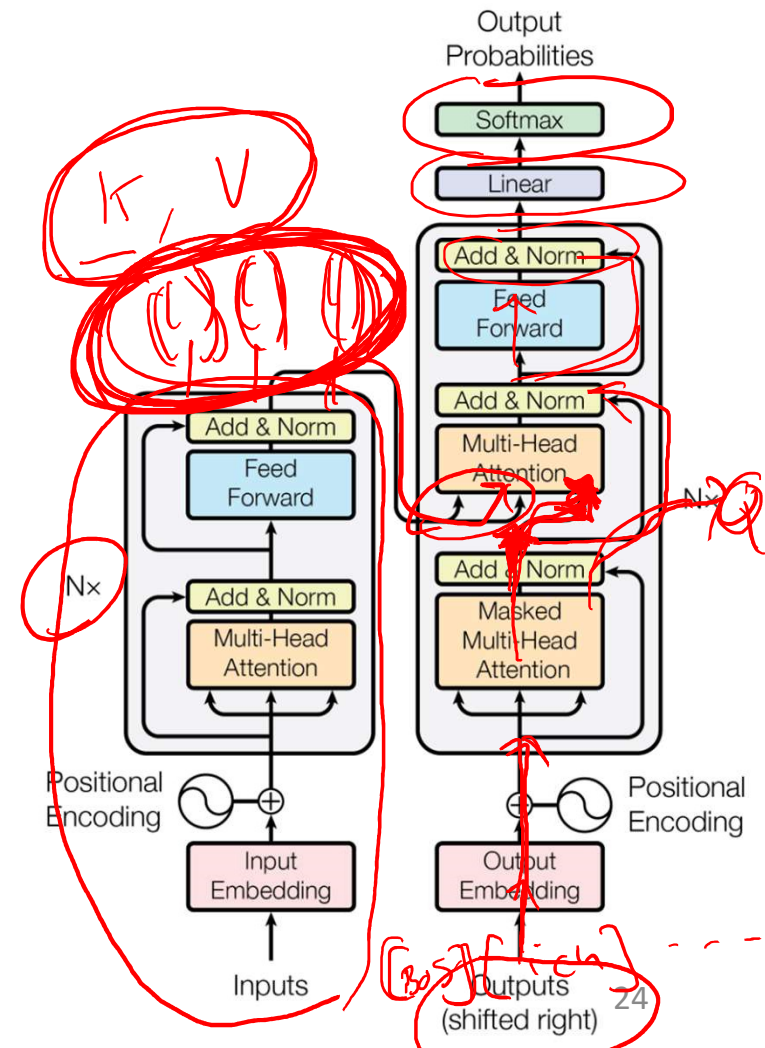 Output
Probabilities
Softmax
Linear
Add & Norm
Feed
Forward
Add & Norm
Multi-Head
Attention
Nx
Q
Add & Norm
Masked
Multi-Head
Attention
K, V
Add & Norm
Feed
Forward
Nx
Add & Norm
Multi-Head
Attention
Positional
Encoding
Positional
Encoding
Input
Embedding
Output
Embedding
Inputs
[BoS] [ich] ----
Outputs
(shifted right)
24